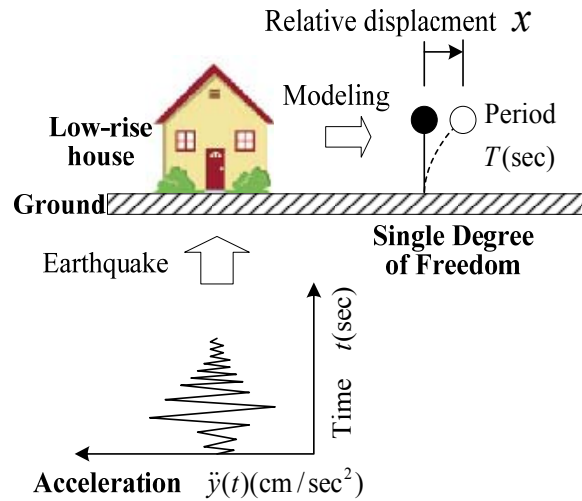 Relative displacment x
Modeling
Low-rise
house
Period
T(sec)
Ground
Single Degree
of Freedom
Earthquake
Time t(sec)
Acceleration ÿ(t)(cm/sec²)